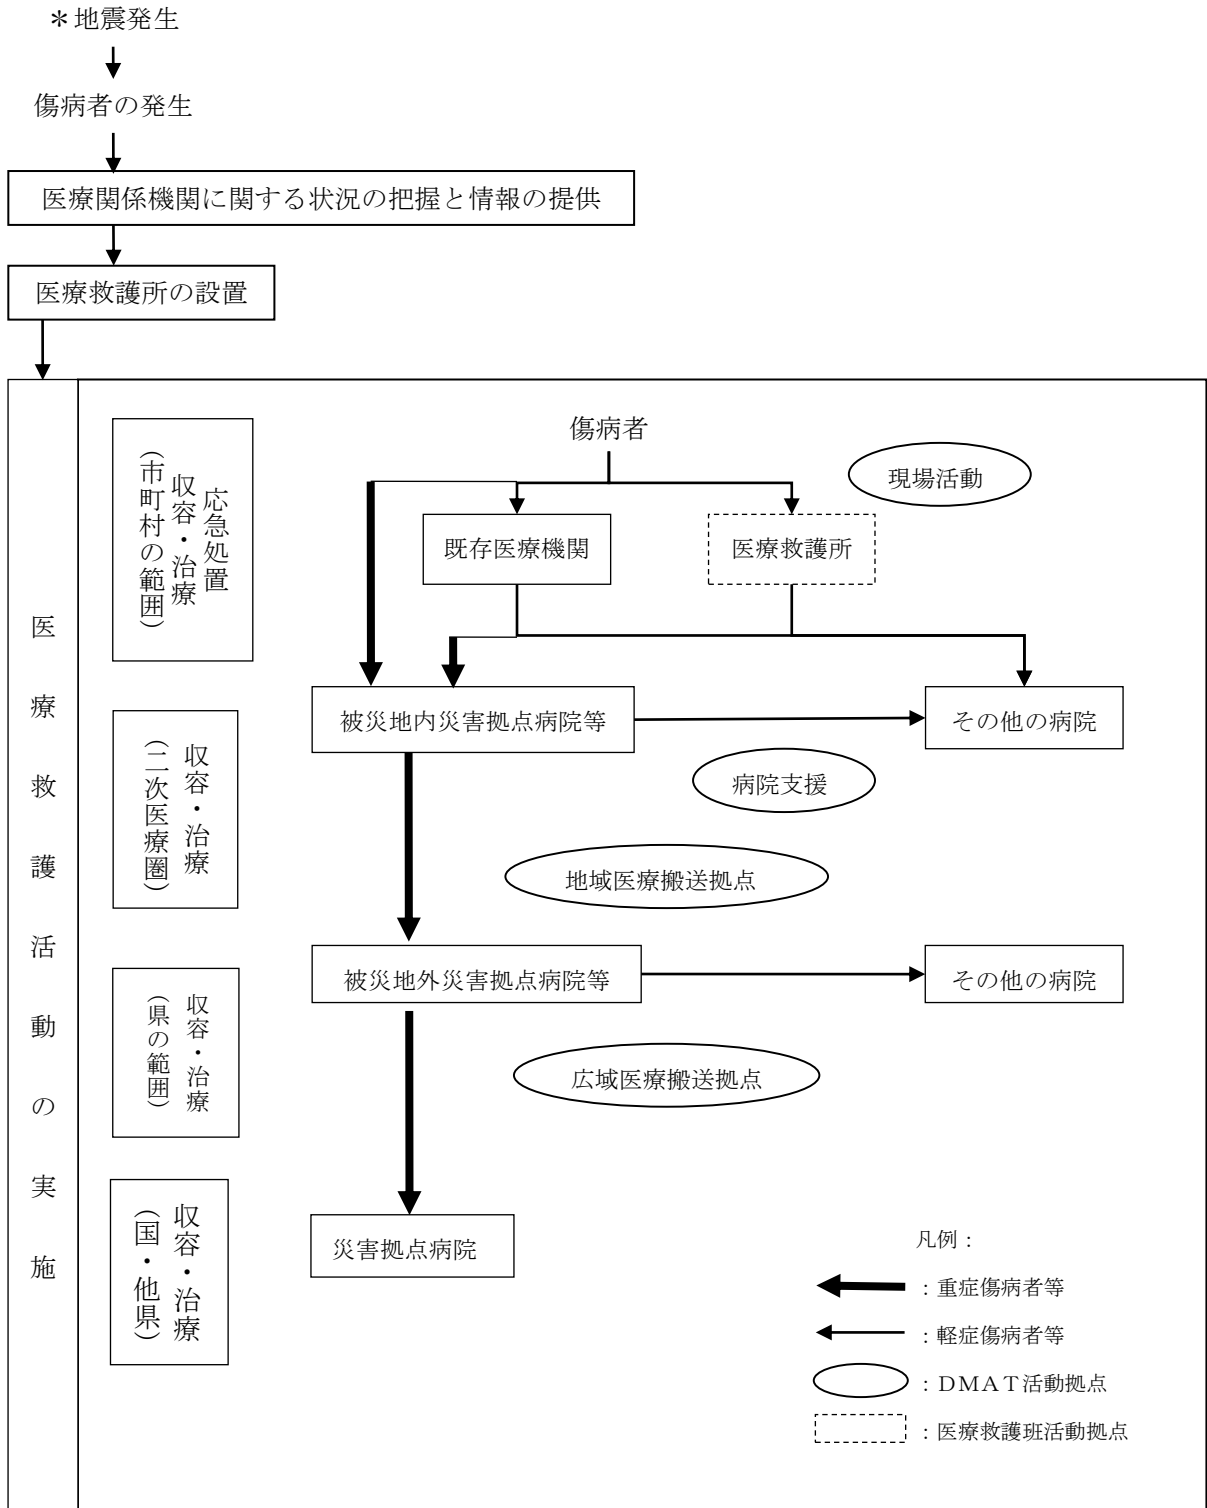 ＊地震発生
傷病者の発生
医療関係機関に関する状況の把握と情報の提供
医療救護所の設置
医療救護活動の実施
応急処置
収容・治療
(市町村の範囲)
傷病者
現場活動
既存医療機関
医療救護所
被災地内災害拠点病院等
その他の病院
収容・治療
(二次医療圏)
病院支援
地域医療搬送拠点
被災地外災害拠点病院等
その他の病院
収容・治療
(県の範囲)
広域医療搬送拠点
収容・治療
(国・他県)
災害拠点病院
凡例：
：重症傷病者等
：軽症傷病者等
：ＤＭＡＴ活動拠点
：医療救護班活動拠点